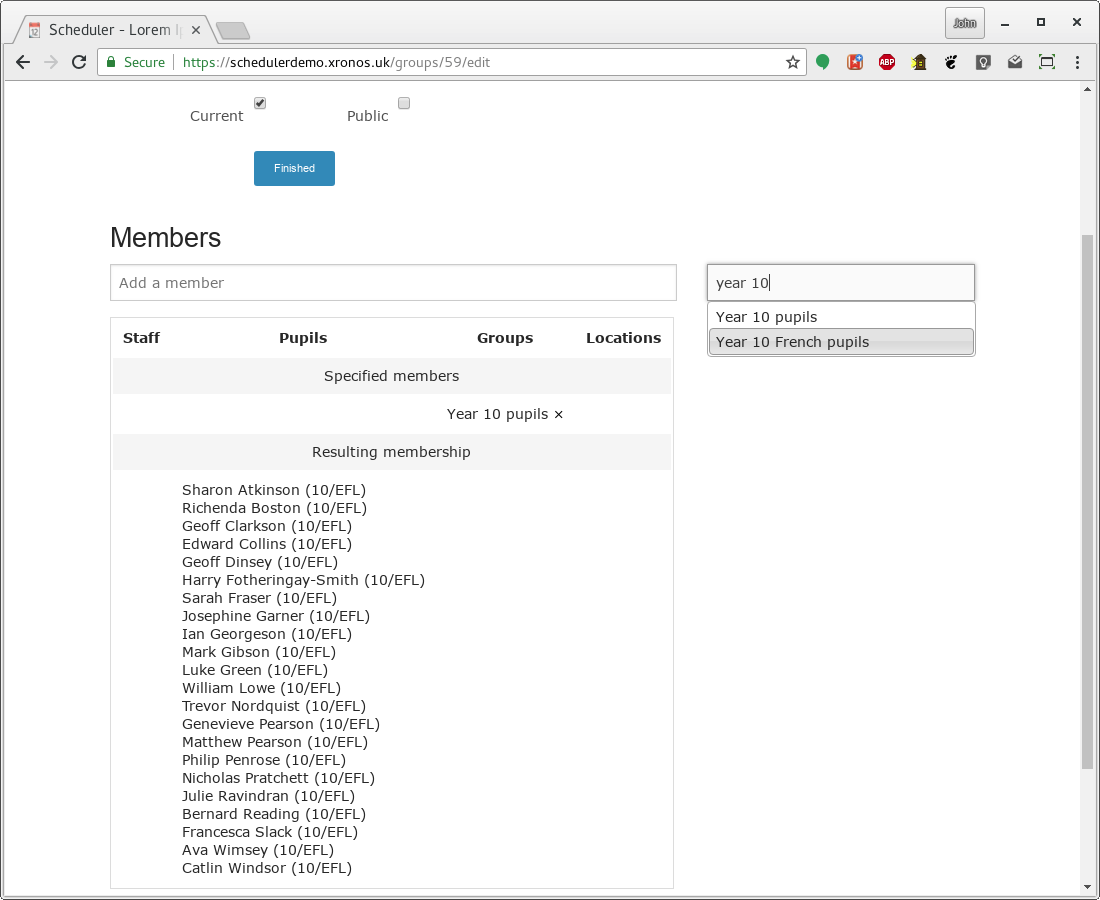 Scheduler - Lorem
John
Secure https://schedulerdemo.xronos.uk/groups/59/edit
ABP
Current Public
Finished
Members
Add a member
year 10
Year 10 pupils
Year 10 French pupils
Staff Pupils Groups Locations
Specified members
Year 10 pupils ×
Resulting membership
Sharon Atkinson (10/EFL)
Richenda Boston (10/EFL)
Geoff Clarkson (10/EFL)
Edward Collins (10/EFL)
Geoff Dinsey (10/EFL)
Harry Fotheringay-Smith (10/EFL)
Sarah Fraser (10/EFL)
Josephine Garner (10/EFL)
Ian Georgeson (10/EFL)
Mark Gibson (10/EFL)
Luke Green (10/EFL)
William Lowe (10/EFL)
Trevor Nordquist (10/EFL)
Genevieve Pearson (10/EFL)
Matthew Pearson (10/EFL)
Philip Penrose (10/EFL)
Nicholas Pratchett (10/EFL)
Julie Ravindran (10/EFL)
Bernard Reading (10/EFL)
Francesca Slack (10/EFL)
Ava Wimsey (10/EFL)
Catlin Windsor (10/EFL)